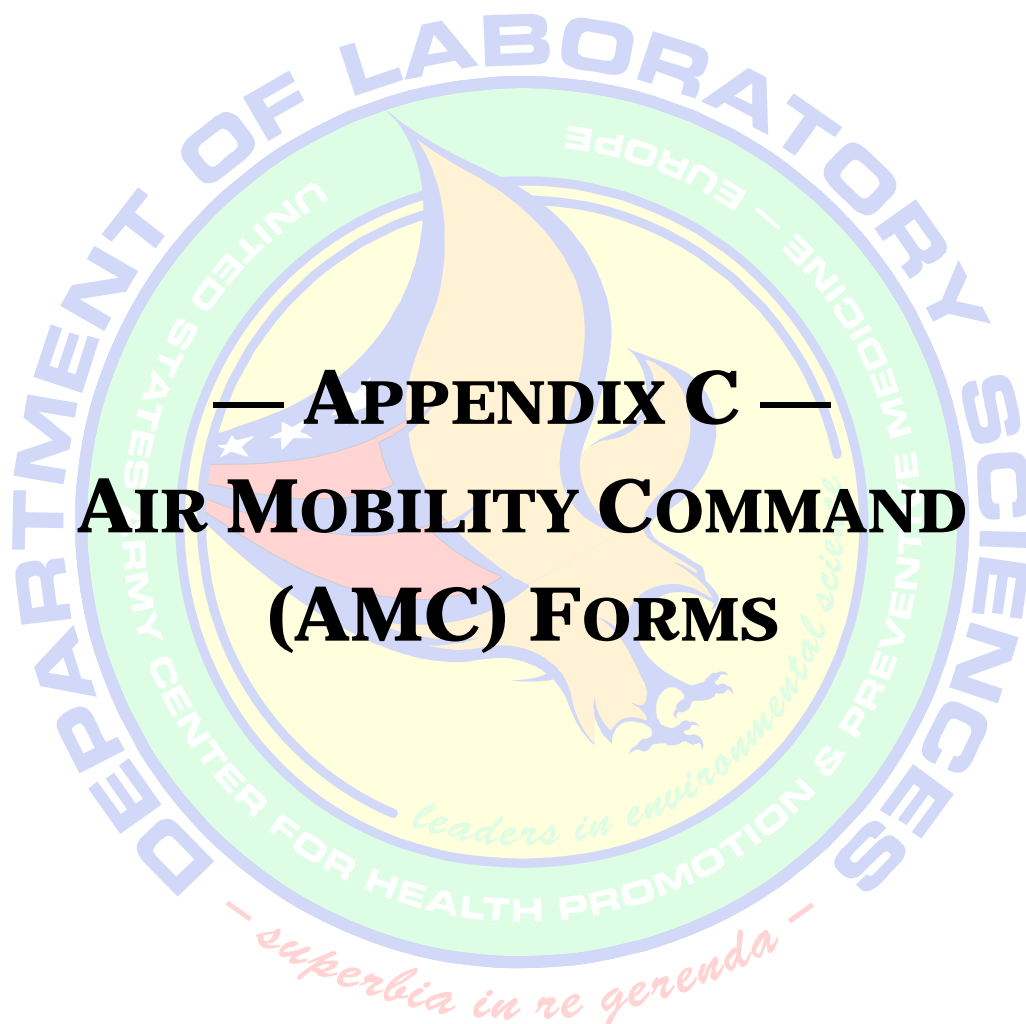 DEPARTMENT OF LABORATORY SCIENCES
UNITED STATES ARMY CENTER FOR HEALTH PROMOTION & PREVENTIVE MEDICINE — EUROPE
— APPENDIX C —
AIR MOBILITY COMMAND
(AMC) FORMS
leaders in environmental science
– superbia in re gerenda –